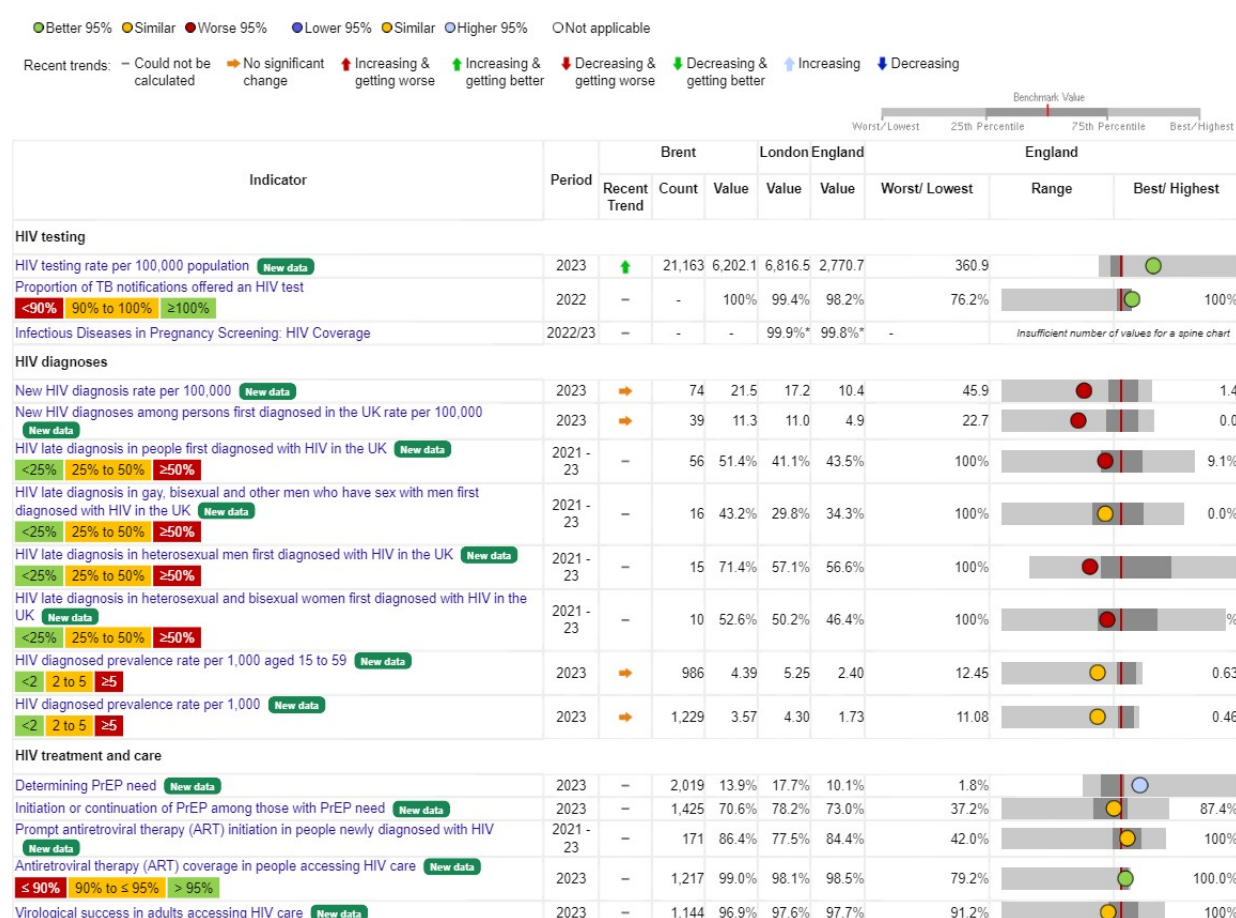 Better 95% Similar Worse 95% Lower 95% Similar Higher 95% Not applicable
Recent trends: – Could not be calculated No significant change Increasing & getting worse Increasing & getting better Decreasing & getting worse Decreasing & getting better Increasing Decreasing
Benchmark Value
Worst/Lowest 25th Percentile 75th Percentile Best/Highest
Brent London England England
Indicator Period Recent Trend Count Value Value Value Worst/ Lowest Range Best/ Highest
HIV testing
HIV testing rate per 100,000 population New data 2023 21,163 6,202.1 6,816.5 2,770.7 360.9
Proportion of TB notifications offered an HIV test
<90% 90% to 100% ≥100% 2022 – - 100% 99.4% 98.2% 76.2% 100%
Infectious Diseases in Pregnancy Screening: HIV Coverage 2022/23 – - - 99.9%* 99.8%* - Insufficient number of values for a spine chart
HIV diagnoses
New HIV diagnosis rate per 100,000 New data 2023 74 21.5 17.2 10.4 45.9 1.4
New HIV diagnoses among persons first diagnosed in the UK rate per 100,000
New data 2023 39 11.3 11.0 4.9 22.7 0.0
HIV late diagnosis in people first diagnosed with HIV in the UK New data
<25% 25% to 50% ≥50% 2021 - 23 – 56 51.4% 41.1% 43.5% 100% 9.1%
HIV late diagnosis in gay, bisexual and other men who have sex with men first
diagnosed with HIV in the UK New data
<25% 25% to 50% ≥50% 2021 - 23 – 16 43.2% 29.8% 34.3% 100% 0.0%
HIV late diagnosis in heterosexual men first diagnosed with HIV in the UK New data
<25% 25% to 50% ≥50% 2021 - 23 – 15 71.4% 57.1% 56.6% 100%
HIV late diagnosis in heterosexual and bisexual women first diagnosed with HIV in the
UK New data
<25% 25% to 50% ≥50% 2021 - 23 – 10 52.6% 50.2% 46.4% 100% %
HIV diagnosed prevalence rate per 1,000 aged 15 to 59 New data
<2 2 to 5 ≥5 2023 986 4.39 5.25 2.40 12.45 0.63
HIV diagnosed prevalence rate per 1,000 New data
<2 2 to 5 ≥5 2023 1,229 3.57 4.30 1.73 11.08 0.46
HIV treatment and care
Determining PrEP need New data 2023 – 2,019 13.9% 17.7% 10.1% 1.8%
Initiation or continuation of PrEP among those with PrEP need New data 2023 – 1,425 70.6% 78.2% 73.0% 37.2% 87.4%
Prompt antiretroviral therapy (ART) initiation in people newly diagnosed with HIV
New data 2021 - 23 – 171 86.4% 77.5% 84.4% 42.0% 100%
Antiretroviral therapy (ART) coverage in people accessing HIV care New data
≤ 90% 90% to ≤ 95% > 95% 2023 – 1,217 99.0% 98.1% 98.5% 79.2% 100.0%
Virological success in adults accessing HIV care New data 2023 – 1,144 96.9% 97.6% 97.7% 91.2% 100%